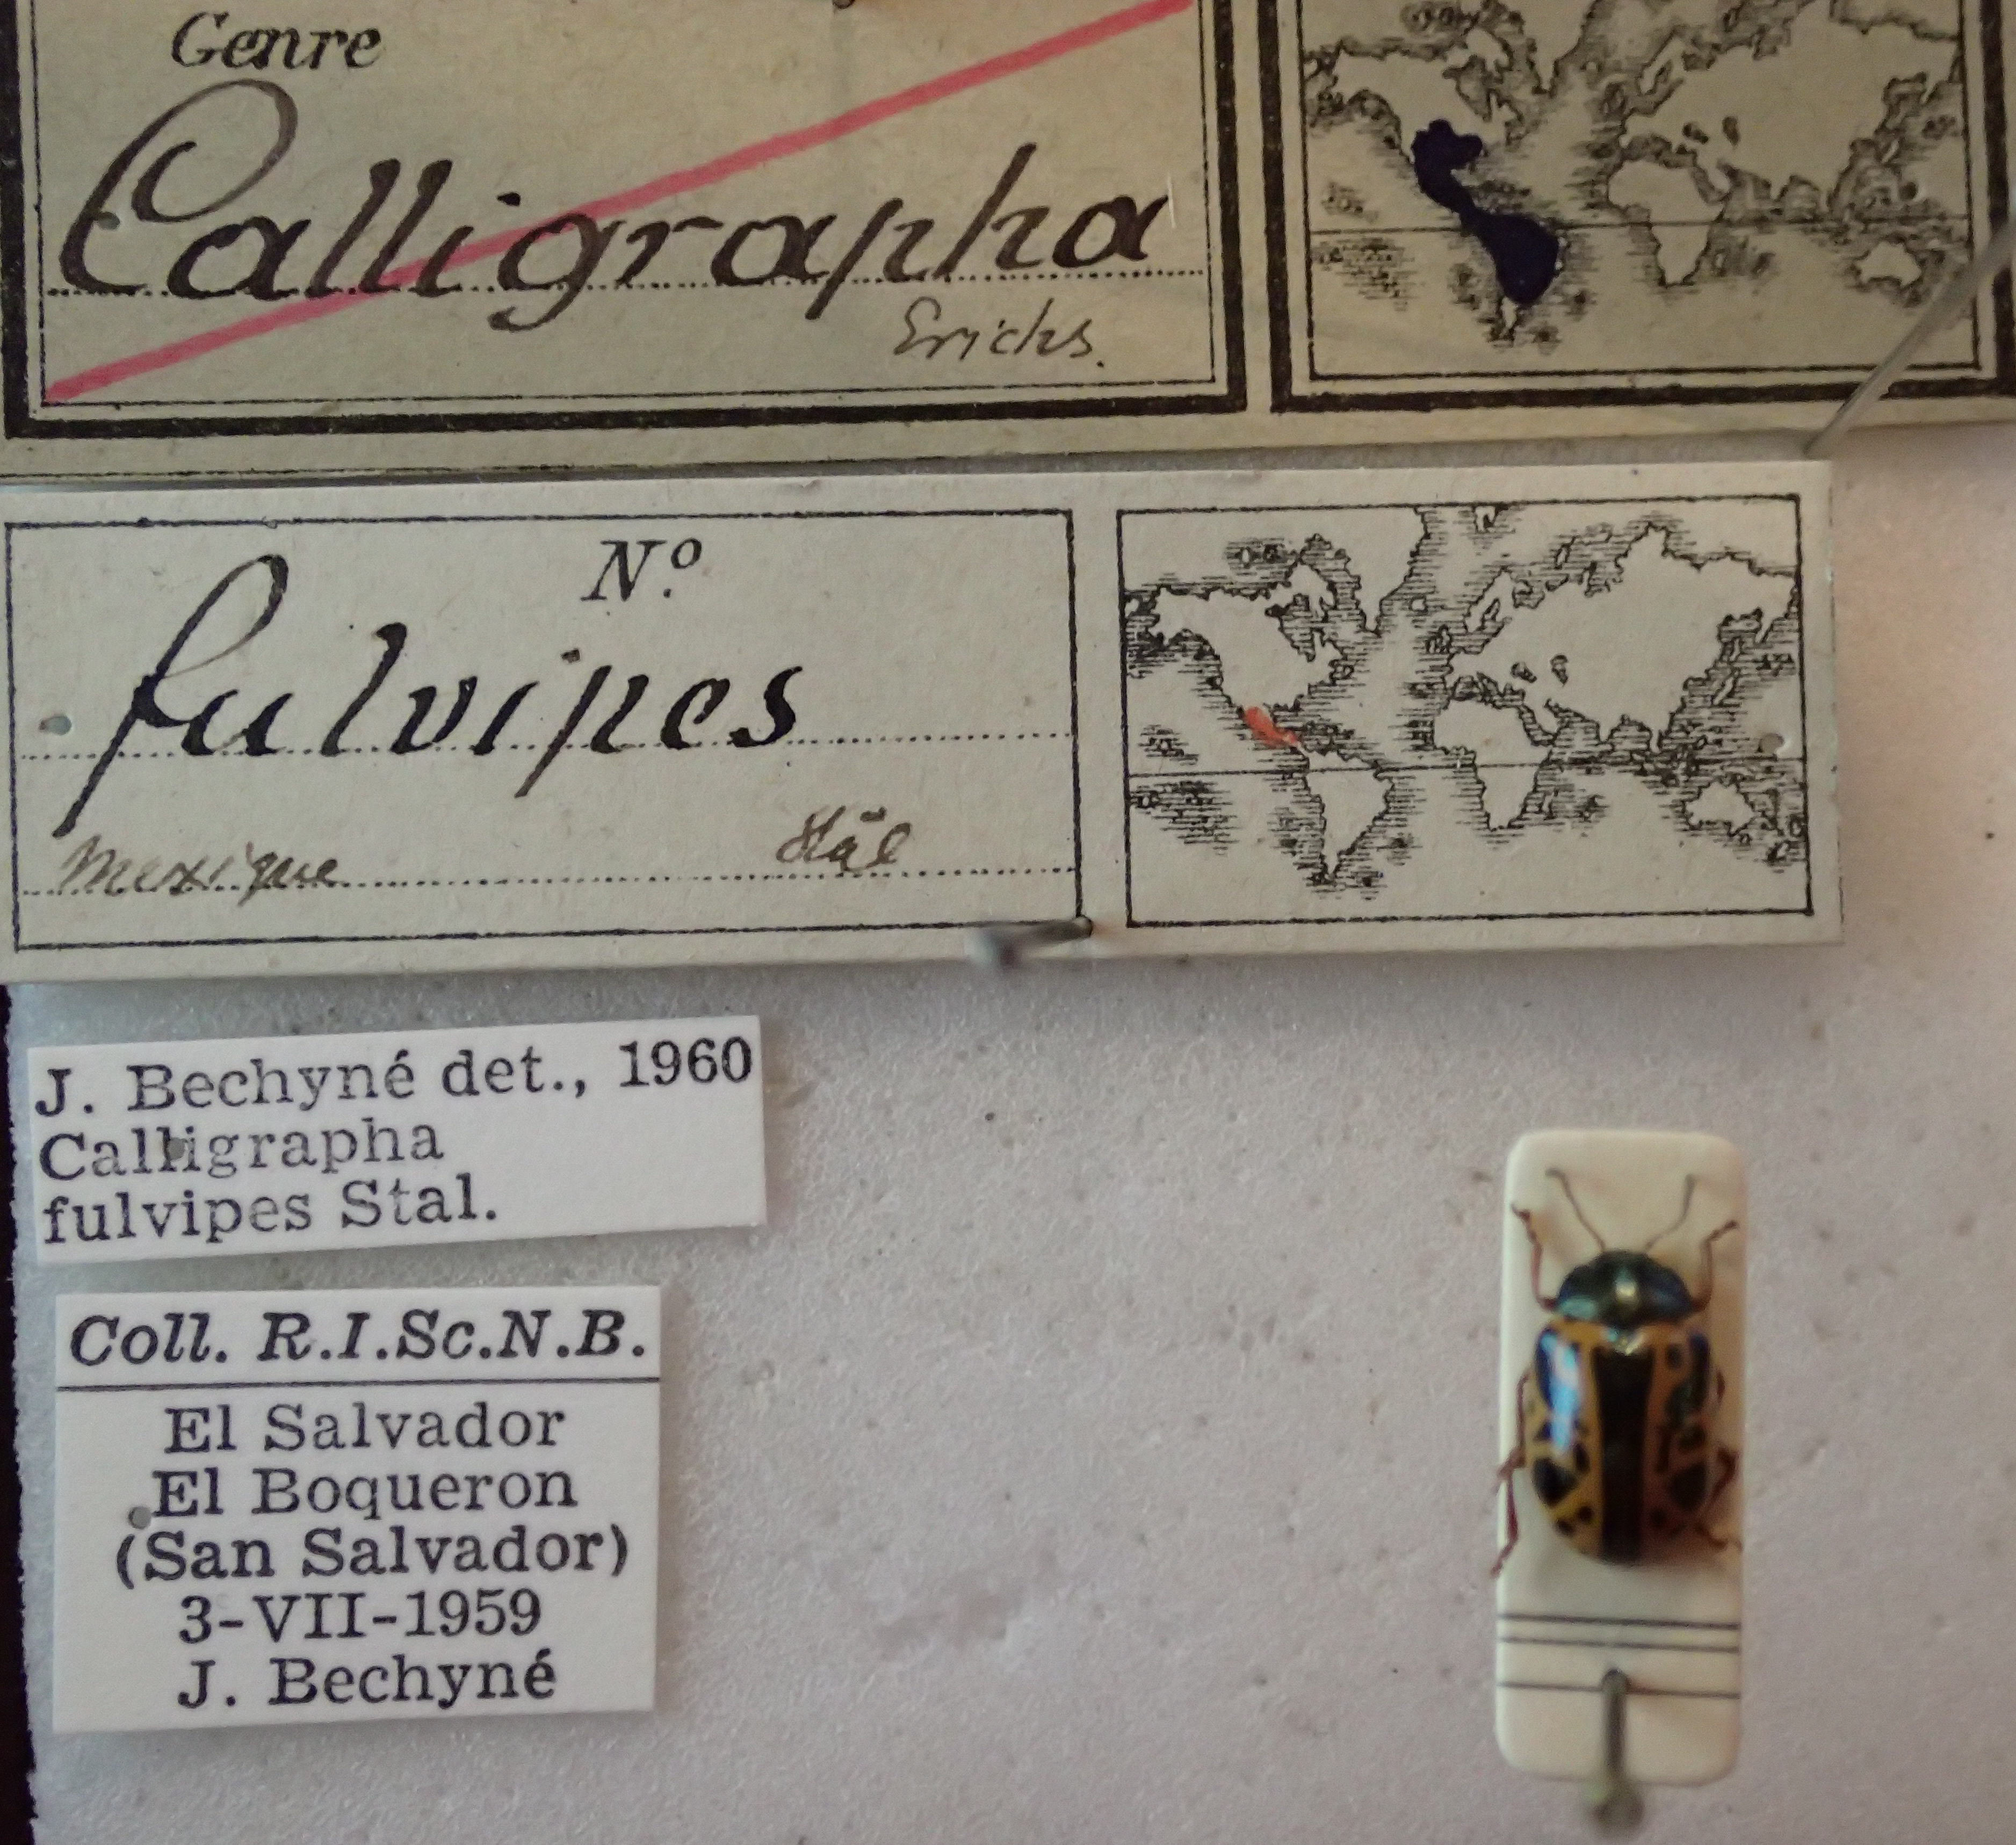 Genre
Calligrapha
Erichs.
Nº
fulvipes
Mexique Stål
J. Bechyné det., 1960
Calligrapha
fulvipes Stal.
Coll. R.I.Sc.N.B.
El Salvador
El Boqueron
(San Salvador)
3-VII-1959
J. Bechyné